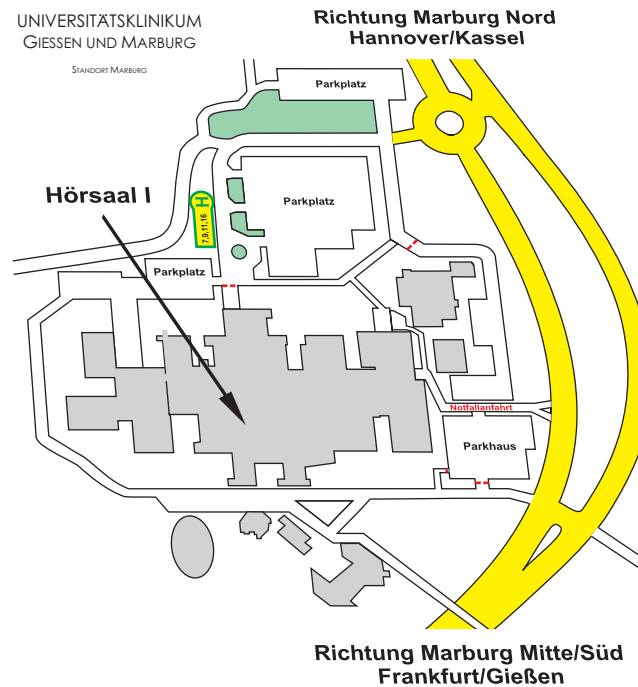 UNIVERSITÄTSKLINIKUM
GIESSEN UND MARBURG
STANDORT MARBURG
Richtung Marburg Nord
Hannover/Kassel
Parkplatz
Hörsaal I
H
7,9,11,16
Parkplatz
Parkplatz
Notfallanfahrt
Parkhaus
Richtung Marburg Mitte/Süd
Frankfurt/Gießen